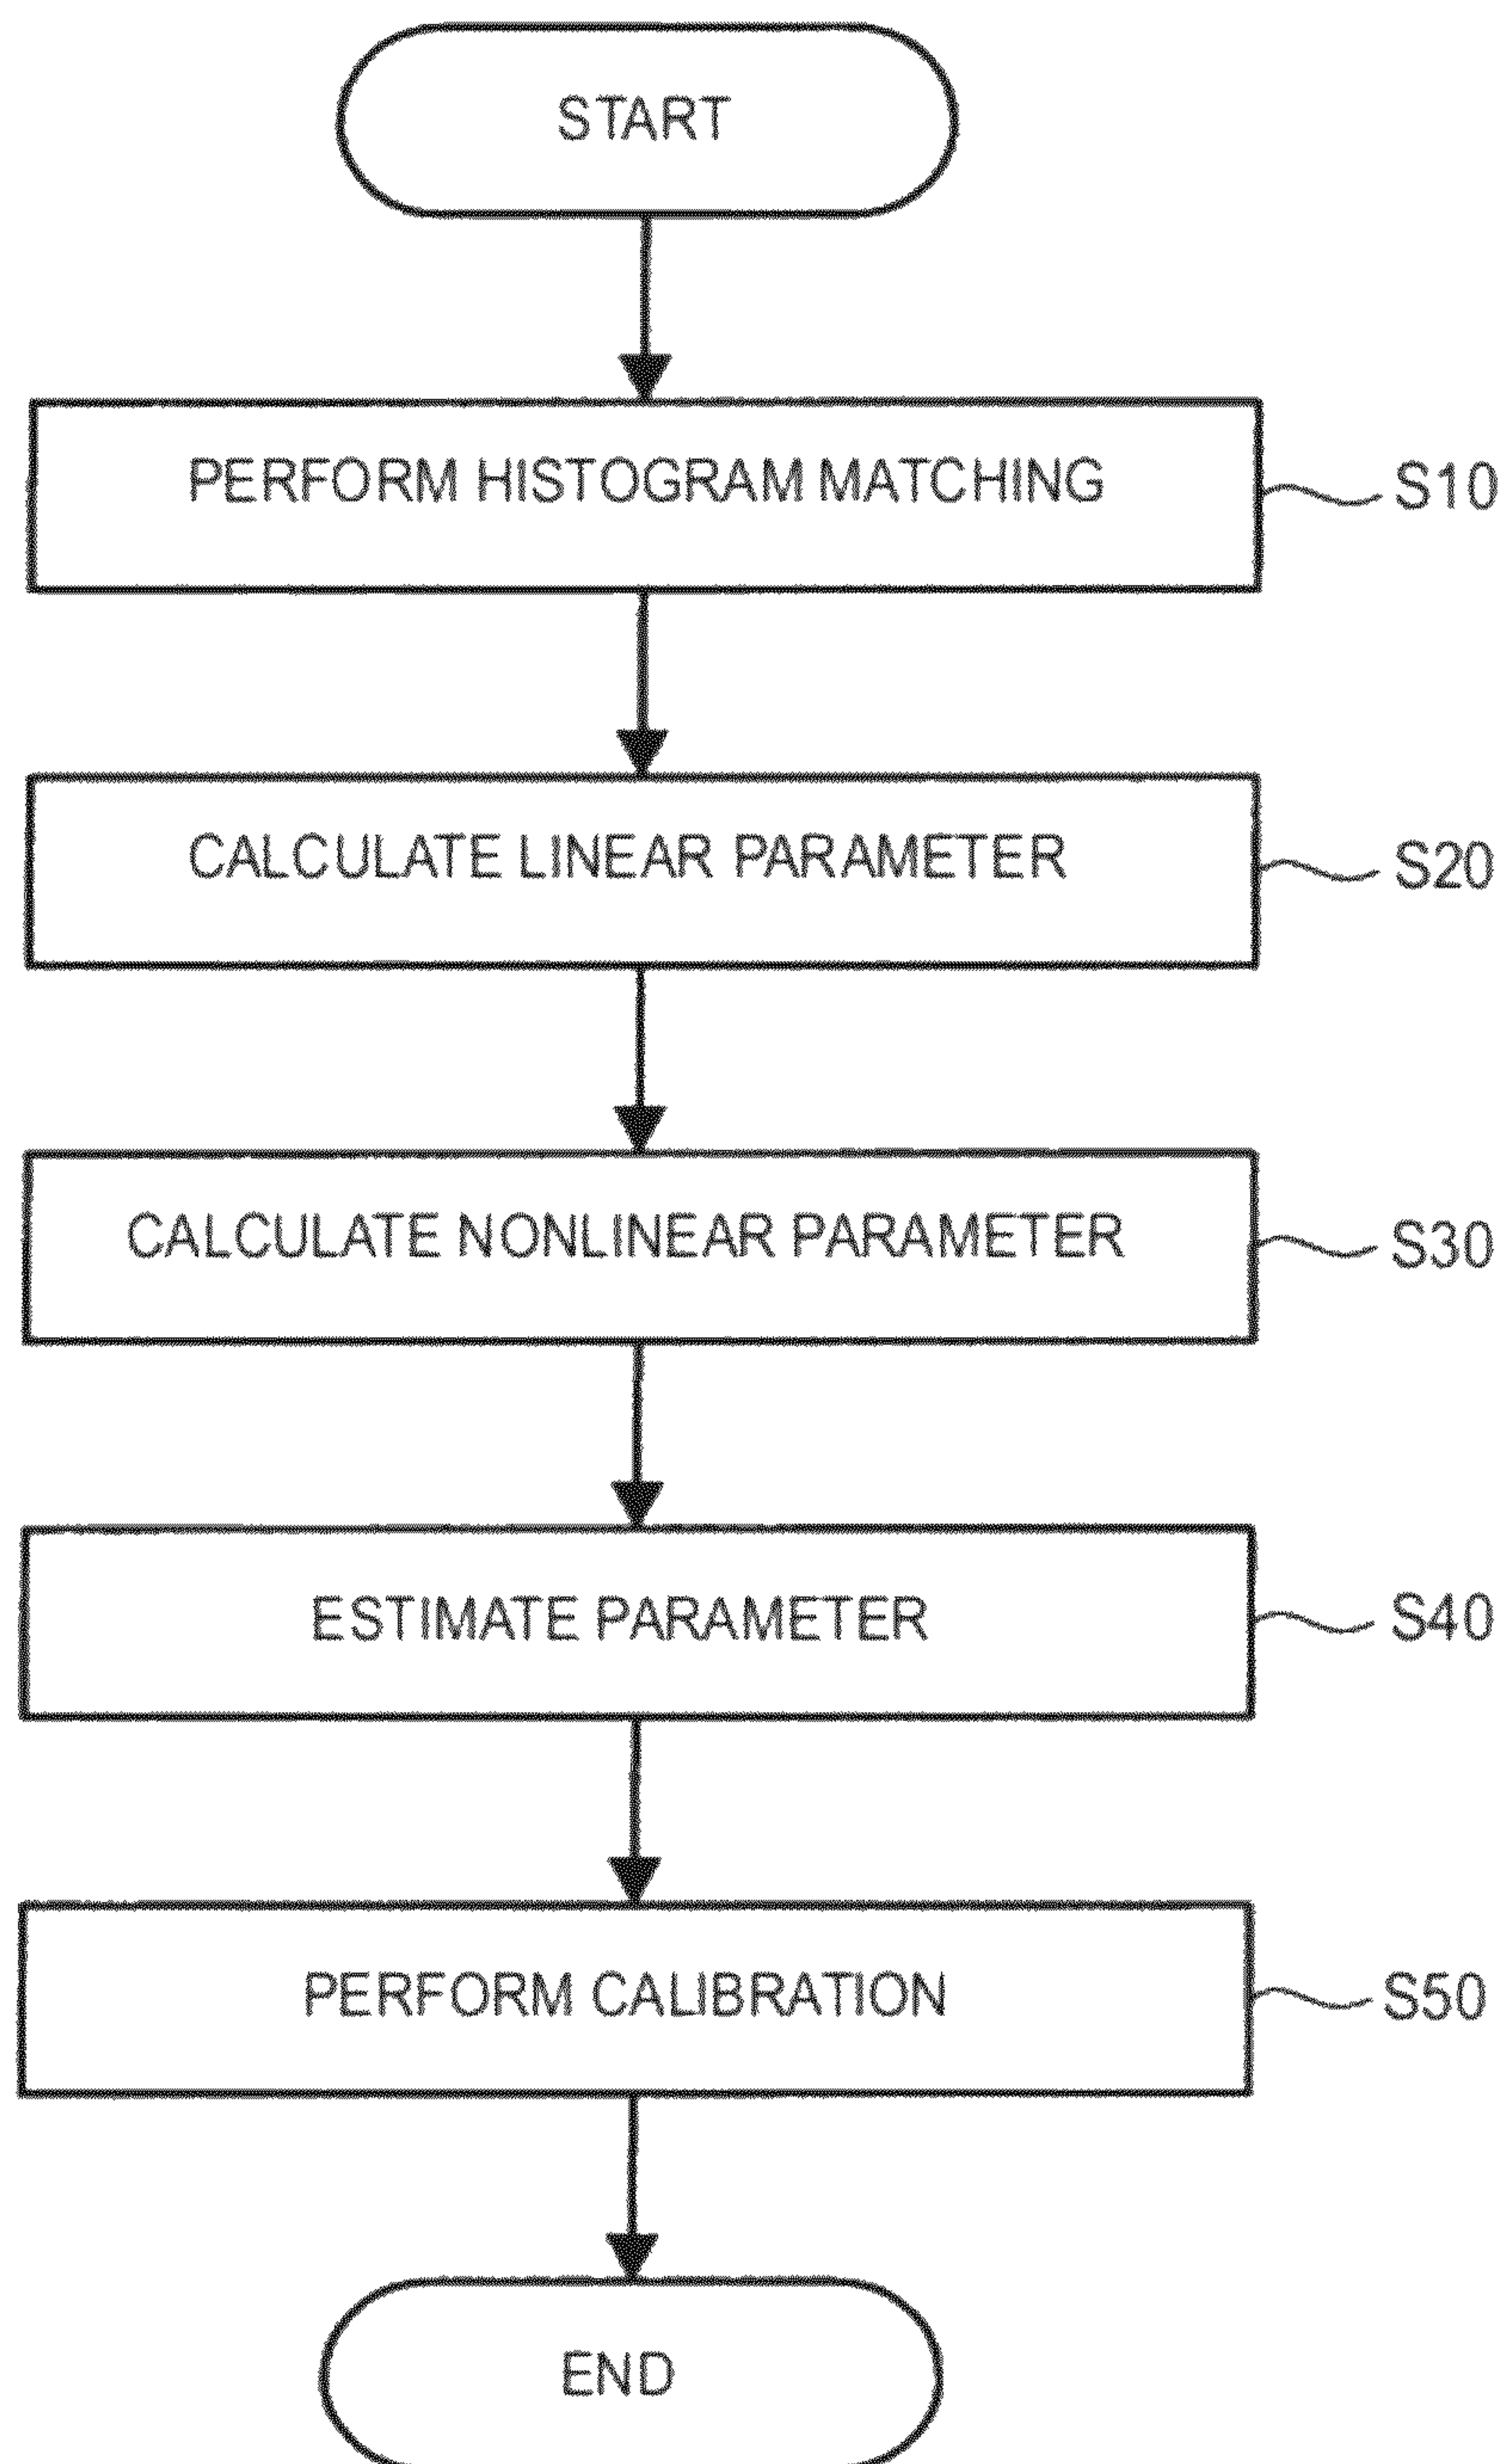 START
PERFORM HISTOGRAM MATCHING
S10
CALCULATE LINEAR PARAMETER
S20
CALCULATE NONLINEAR PARAMETER
S30
ESTIMATE PARAMETER
S40
PERFORM CALIBRATION
S50
END